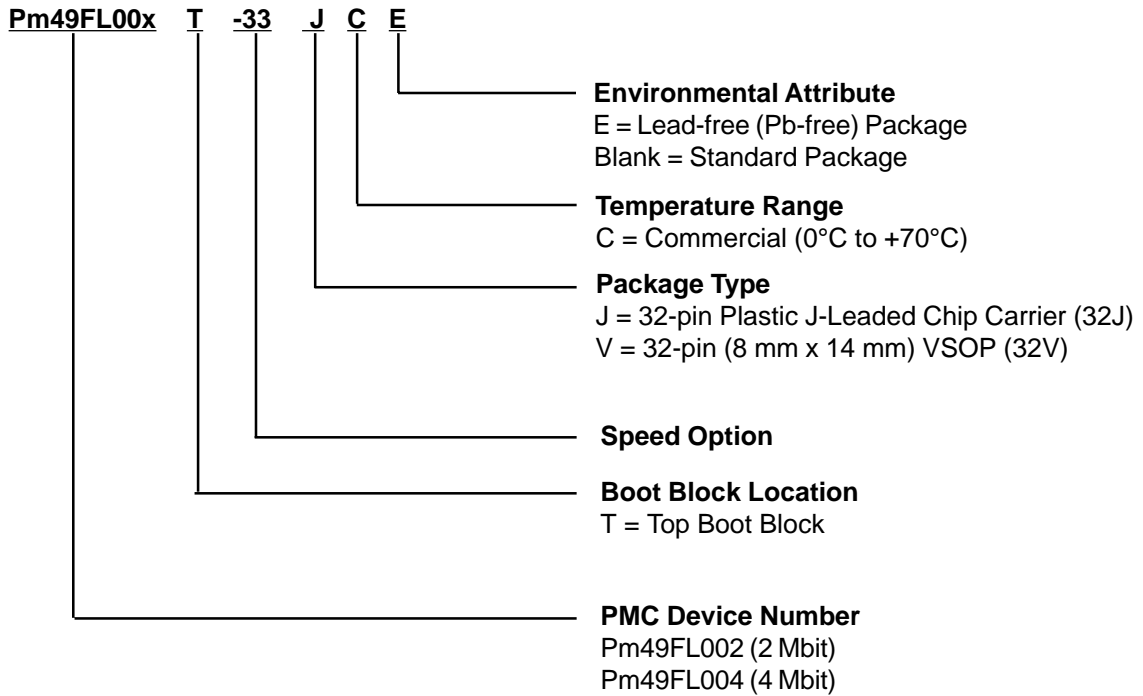 Pm49FL00x T -33 J C E
Environmental Attribute
E = Lead-free (Pb-free) Package
Blank = Standard Package
Temperature Range
C = Commercial (0°C to +70°C)
Package Type
J = 32-pin Plastic J-Leaded Chip Carrier (32J)
V = 32-pin (8 mm x 14 mm) VSOP (32V)
Speed Option
Boot Block Location
T = Top Boot Block
PMC Device Number
Pm49FL002 (2 Mbit)
Pm49FL004 (4 Mbit)